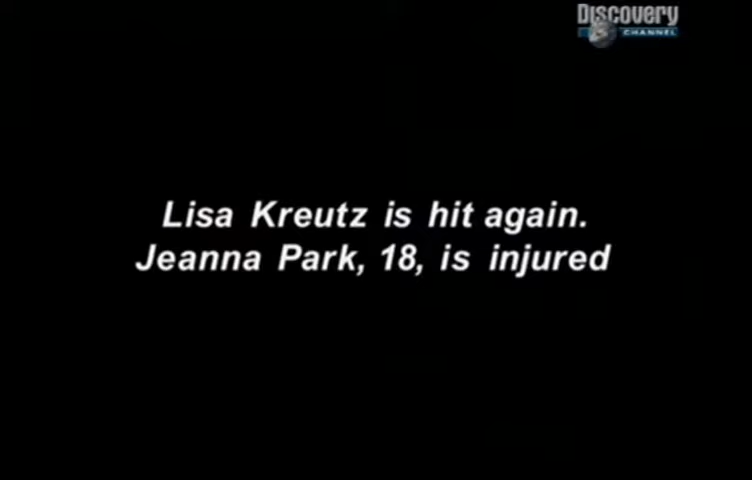 Discovery
CHANNEL
Lisa Kreutz is hit again.
Jeanna Park, 18, is injured